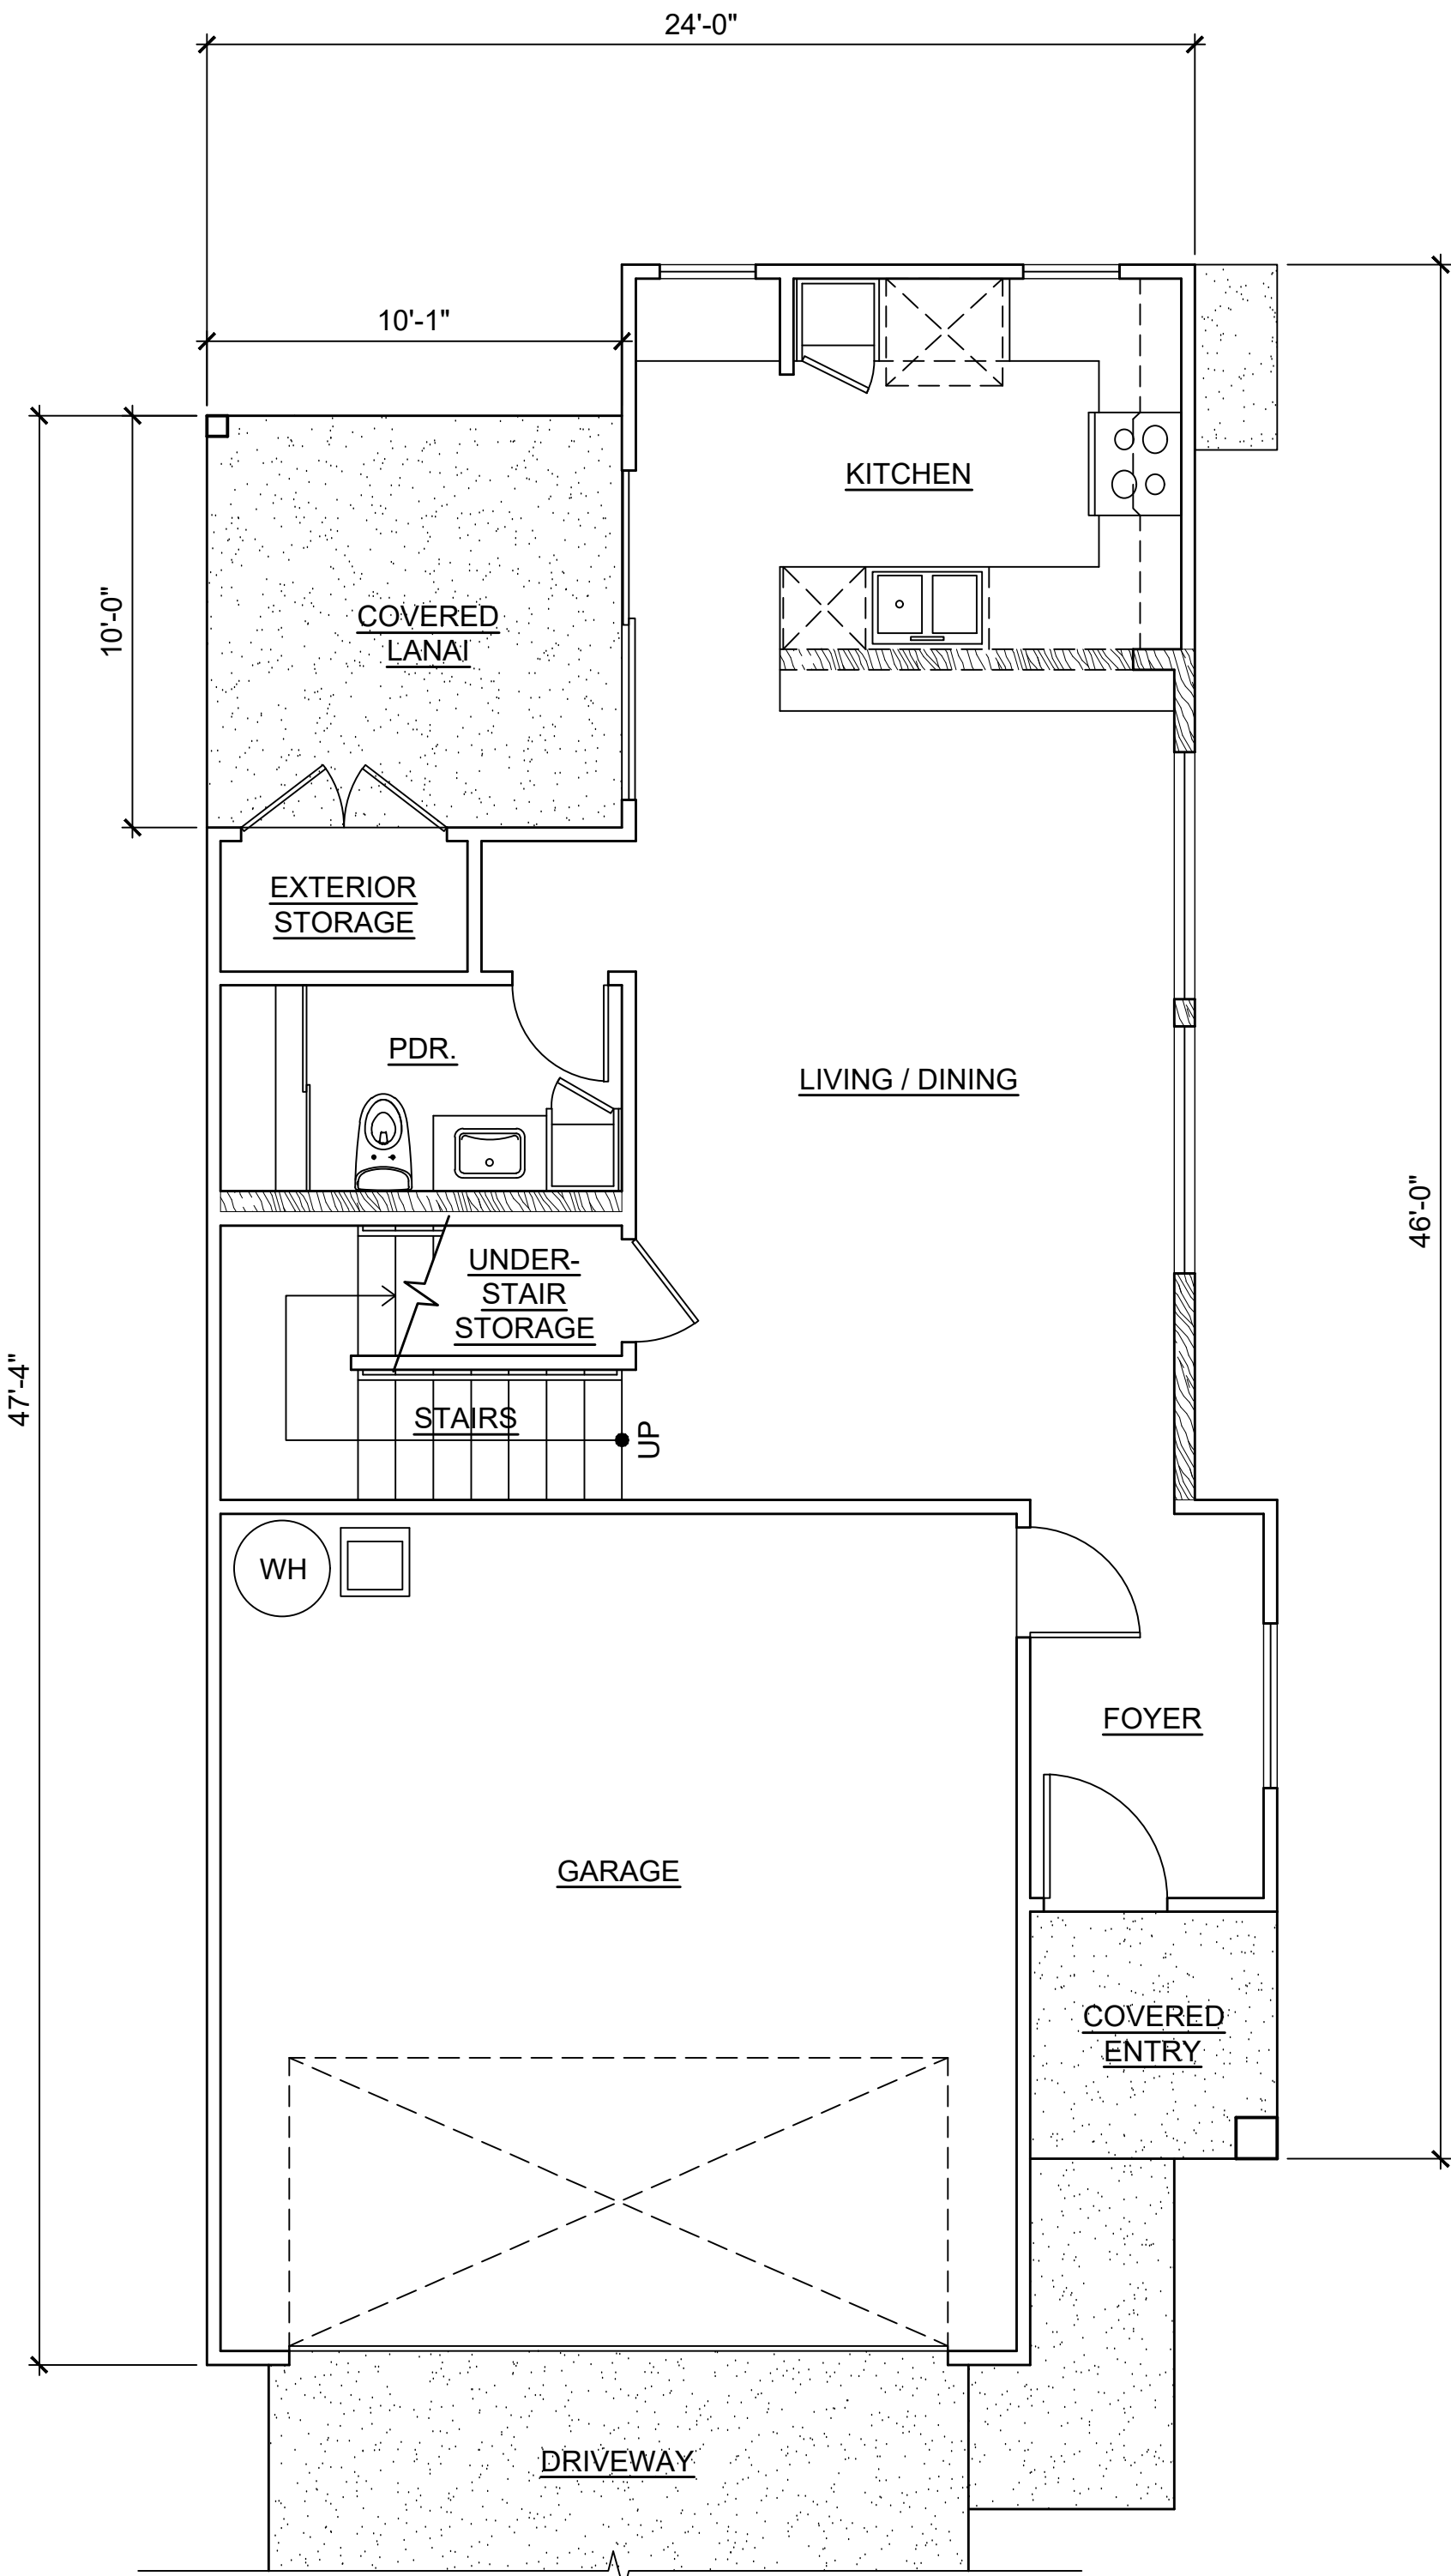 24'-0"
10'-1"
KITCHEN
10'-0"
COVERED
LANAI
EXTERIOR
STORAGE
PDR.
LIVING / DINING
46'-0"
UNDER-
STAIR
STORAGE
47'-4"
STAIRS
UP
WH
FOYER
GARAGE
COVERED
ENTRY
DRIVEWAY